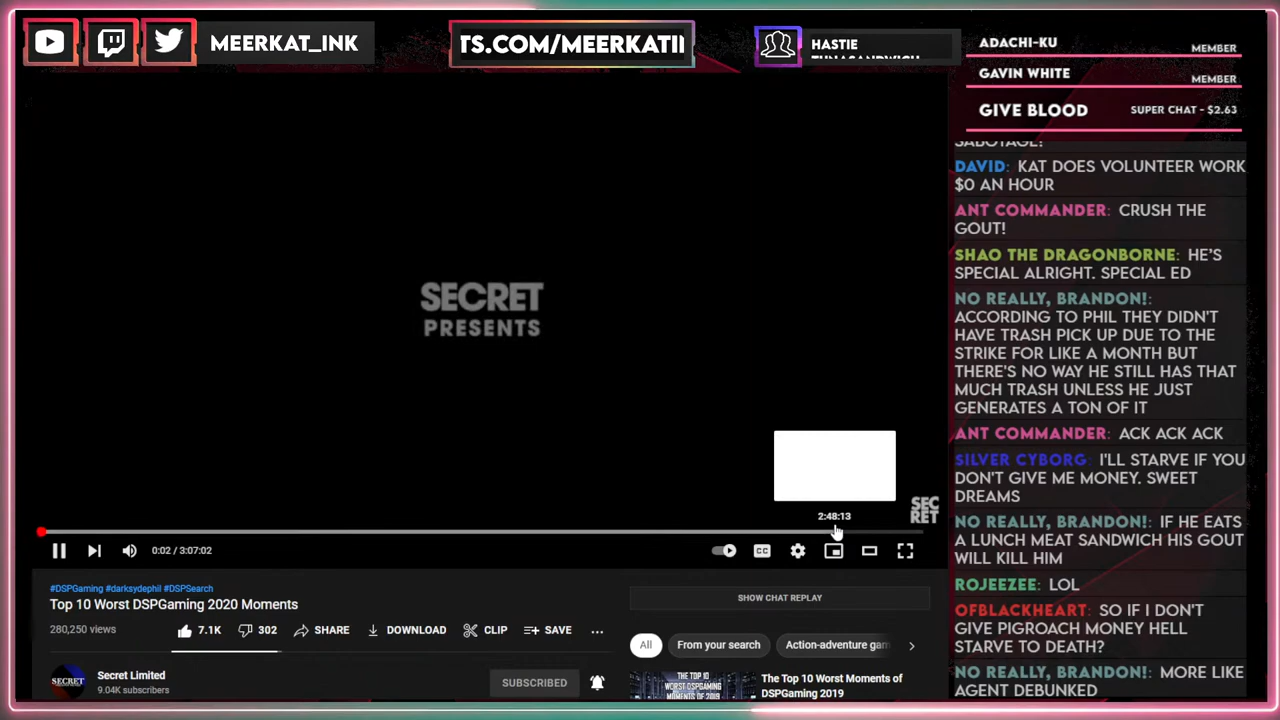 MEERKAT_INK
TS.COM/MEERKATI
HASTIE
TUNASANDWICH
ADACHI-KU
MEMBER
GAVIN WHITE
MEMBER
GIVE BLOOD
SUPER CHAT - $2.63
SABOTAGE!
DAVID: KAT DOES VOLUNTEER WORK
$0 AN HOUR
ANT COMMANDER: CRUSH THE
GOUT!
SHAO THE DRAGONBORNE: HE'S
SPECIAL ALRIGHT. SPECIAL ED
NO REALLY, BRANDON!:
ACCORDING TO PHIL THEY DIDN'T
HAVE TRASH PICK UP DUE TO THE
STRIKE FOR LIKE A MONTH BUT
THERE'S NO WAY HE STILL HAS THAT
MUCH TRASH UNLESS HE JUST
GENERATES A TON OF IT
ANT COMMANDER: ACK ACK ACK
SILVER CYBORG: I'LL STARVE IF YOU
DON'T GIVE ME MONEY. SWEET
DREAMS
NO REALLY, BRANDON!: IF HE EATS
A LUNCH MEAT SANDWICH HIS GOUT
WILL KILL HIM
ROJEEZEE: LOL
OFBLACKHEART: SO IF I DON'T
GIVE PIGROACH MONEY HELL
STARVE TO DEATH?
NO REALLY, BRANDON!: MORE LIKE
AGENT DEBUNKED
SECRET
PRESENTS
2:48:13
SEC
RET
0:02 / 3:07:02
CC
#DSPGaming #darksydephil #DSPSearch
Top 10 Worst DSPGaming 2020 Moments
280,250 views
7.1K
302
SHARE
DOWNLOAD
CLIP
SAVE
SECRET
Secret Limited
9.04K subscribers
SUBSCRIBED
SHOW CHAT REPLAY
All
From your search
Action-adventure gam
THE TOP 10
WORST DSPGAMING
MOMENTS OF 2019
The Top 10 Worst Moments of
DSPGaming 2019